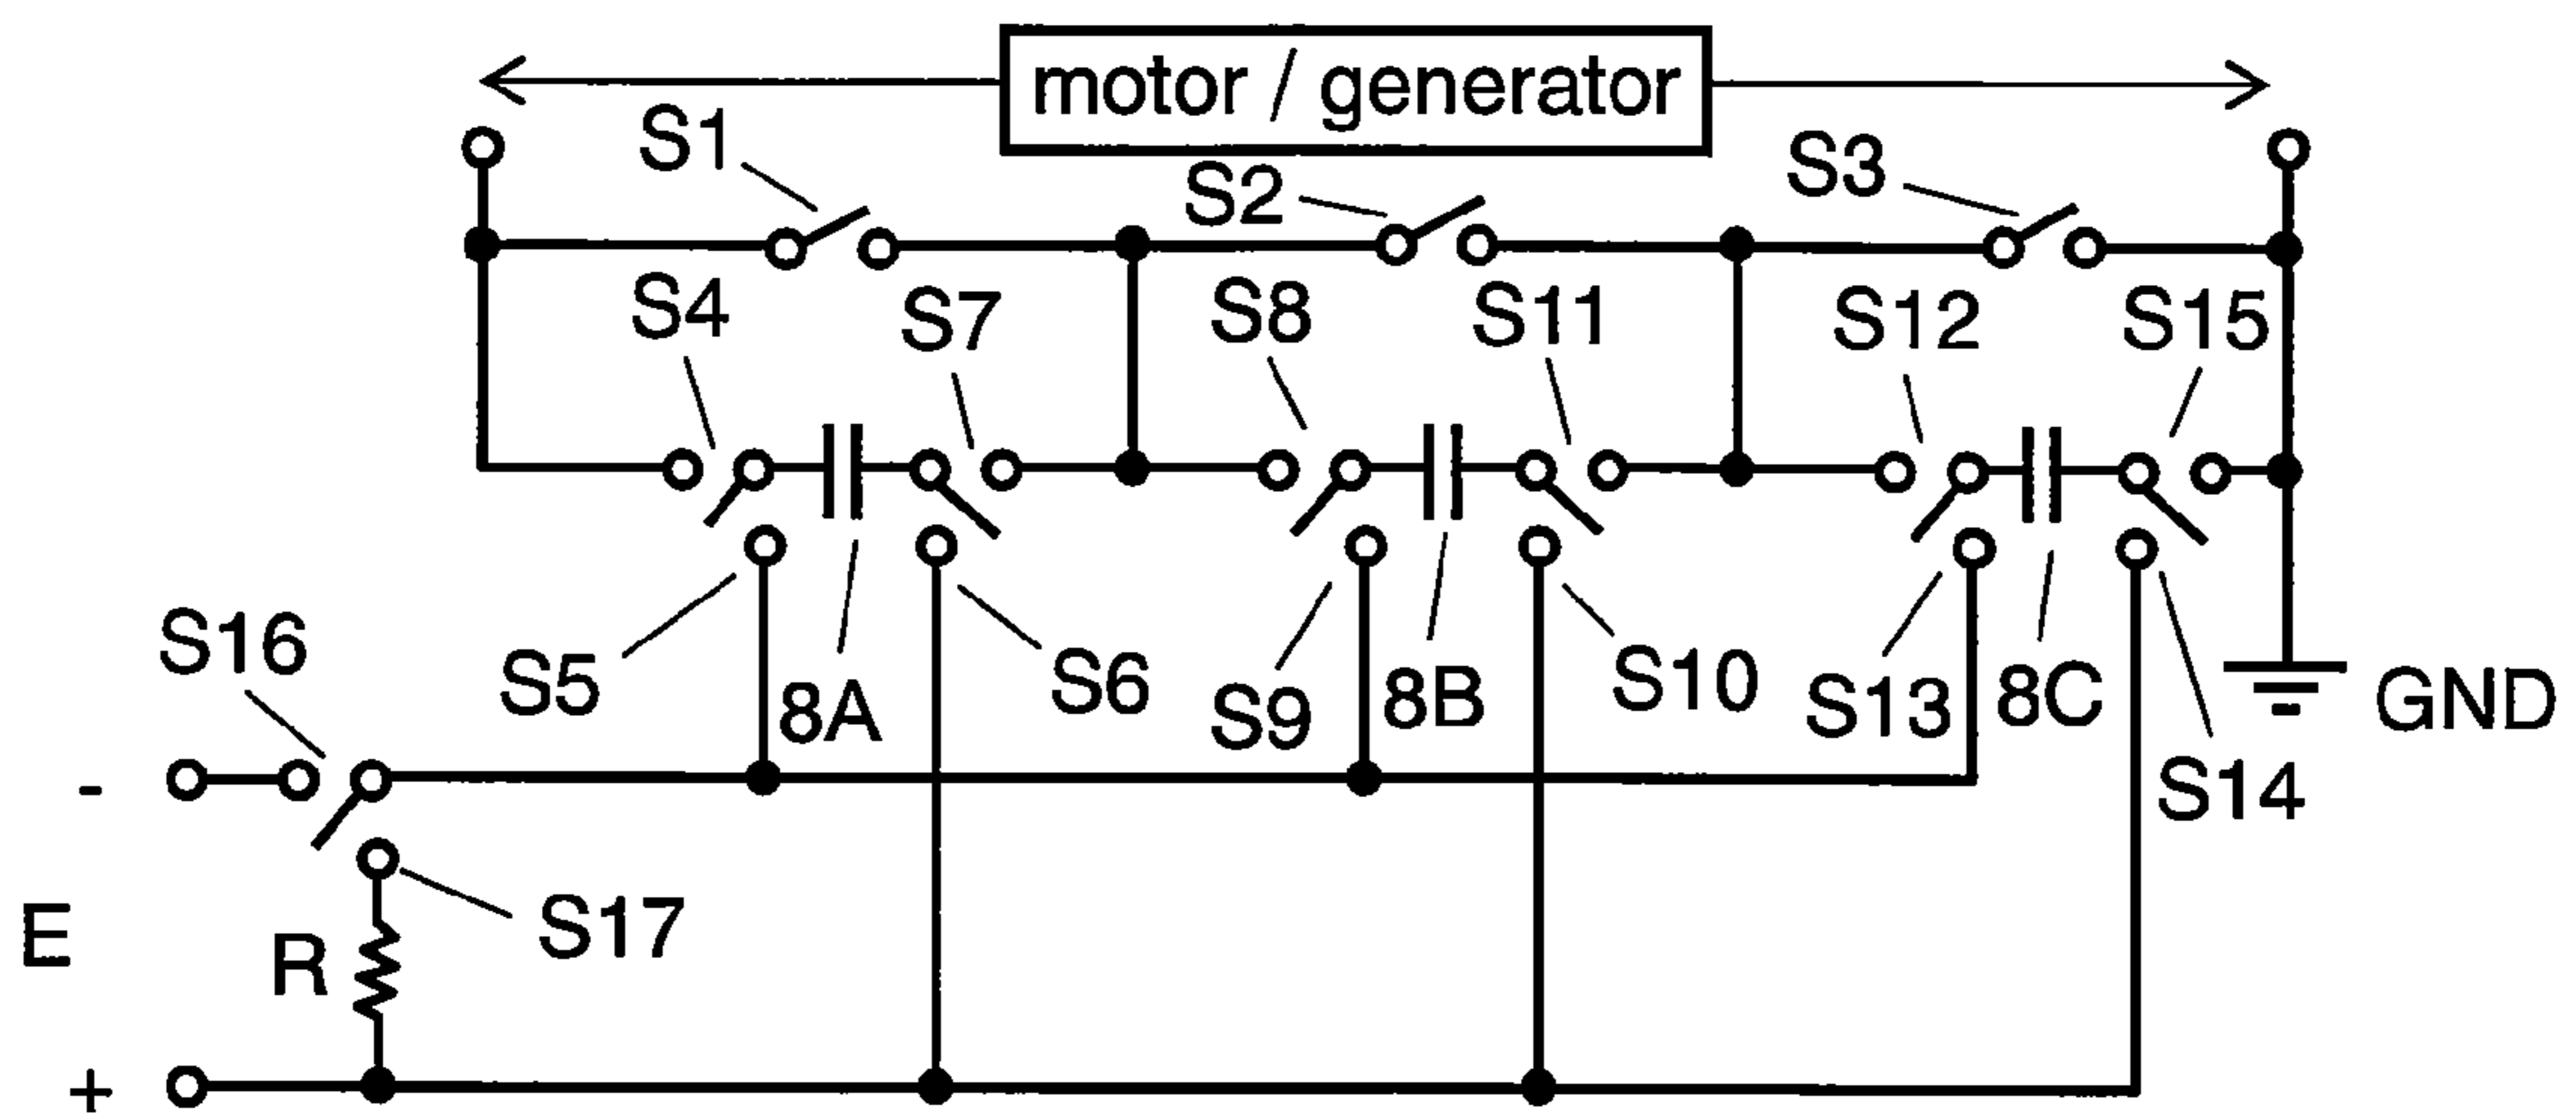 motor / generator
S1
S2
S3
S4
S7
S8
S11
S12
S15
S16
S5
8A
S6
S9
8B
S10
S13
8C
S14
GND
-
E
R
S17
+